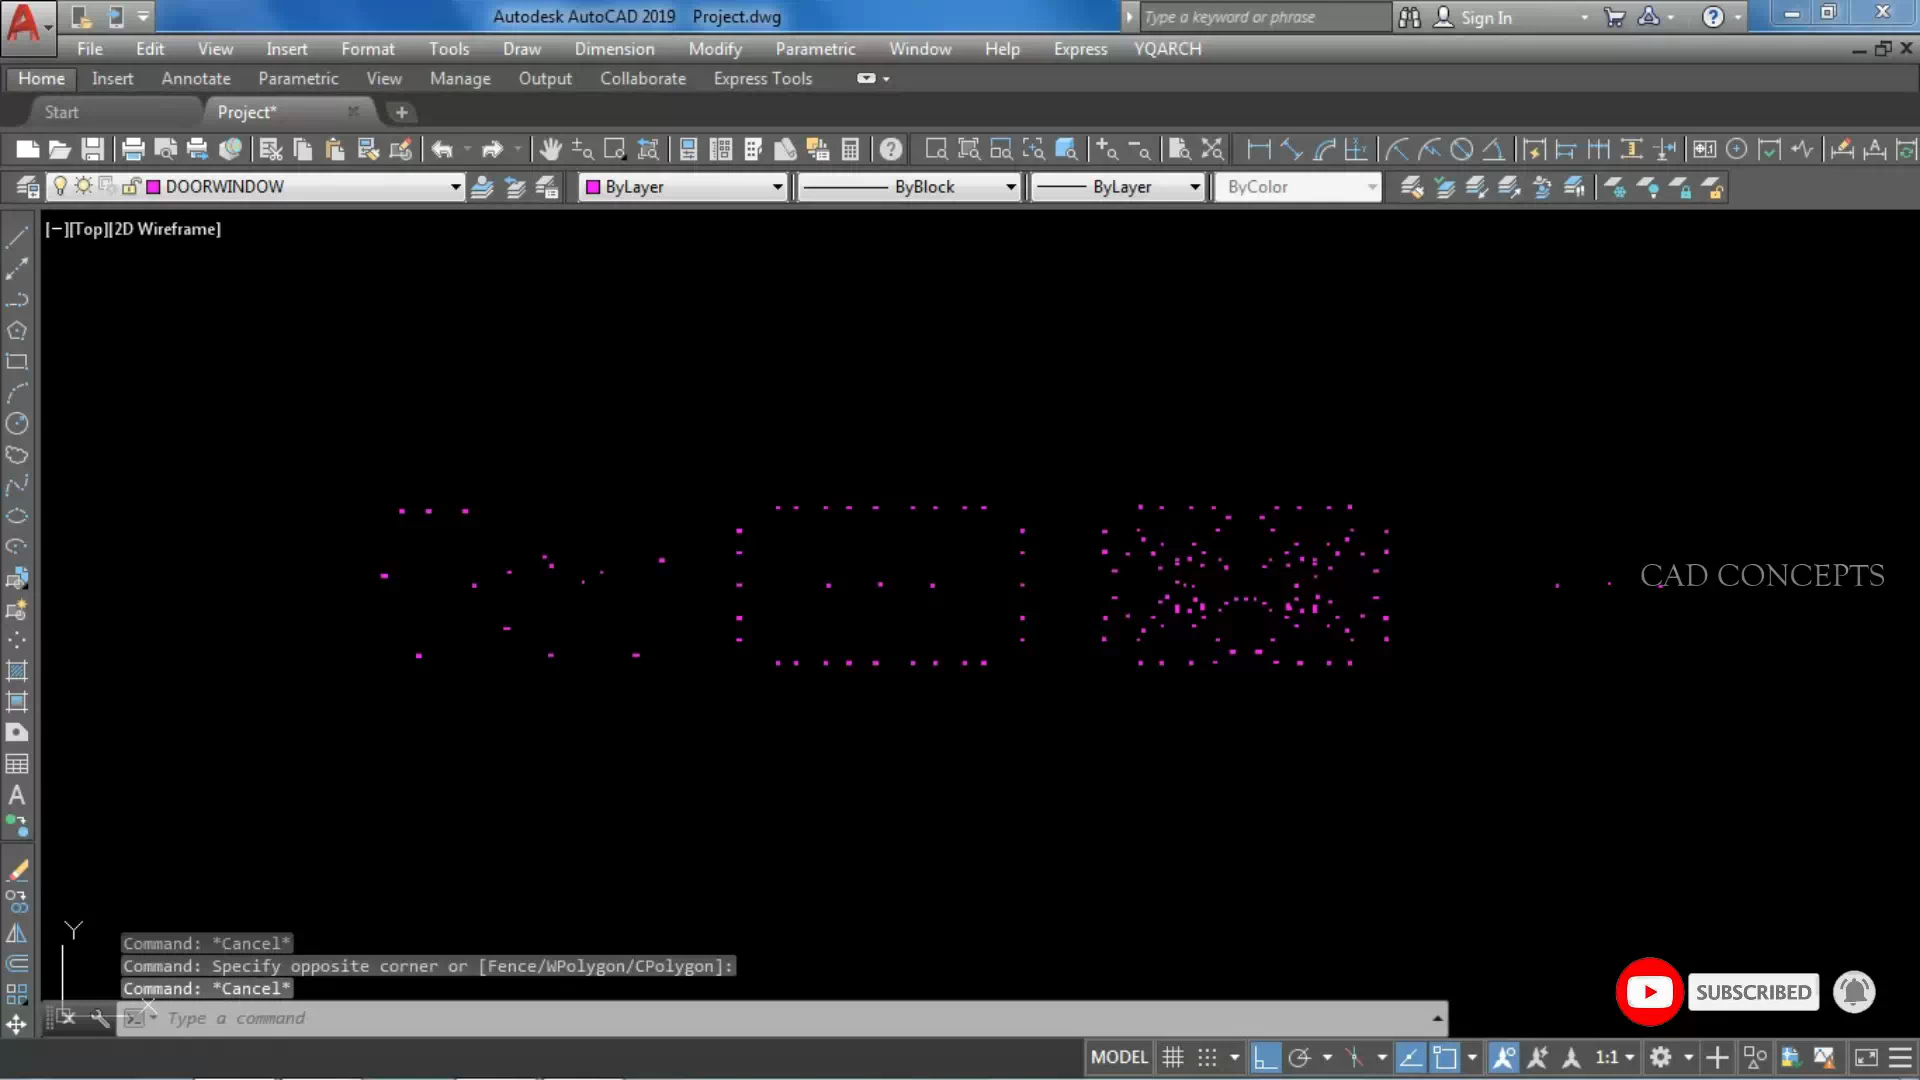 Autodesk AutoCAD 2019 Project.dwg
Type a keyword or phrase
Sign In
File Edit View Insert Format Tools Draw Dimension Modify Parametric Window Help Express YQARCH
Home Insert Annotate Parametric View Manage Output Collaborate Express Tools
Start Project*
DOORWINDOW ByLayer ByBlock ByLayer ByColor
[−][Top][2D Wireframe]
CAD CONCEPTS
Y
Command: *Cancel*
Command: Specify opposite corner or [Fence/WPolygon/CPolygon]:
Command: *Cancel*
SUBSCRIBED
X
Type a command
MODEL 1:1